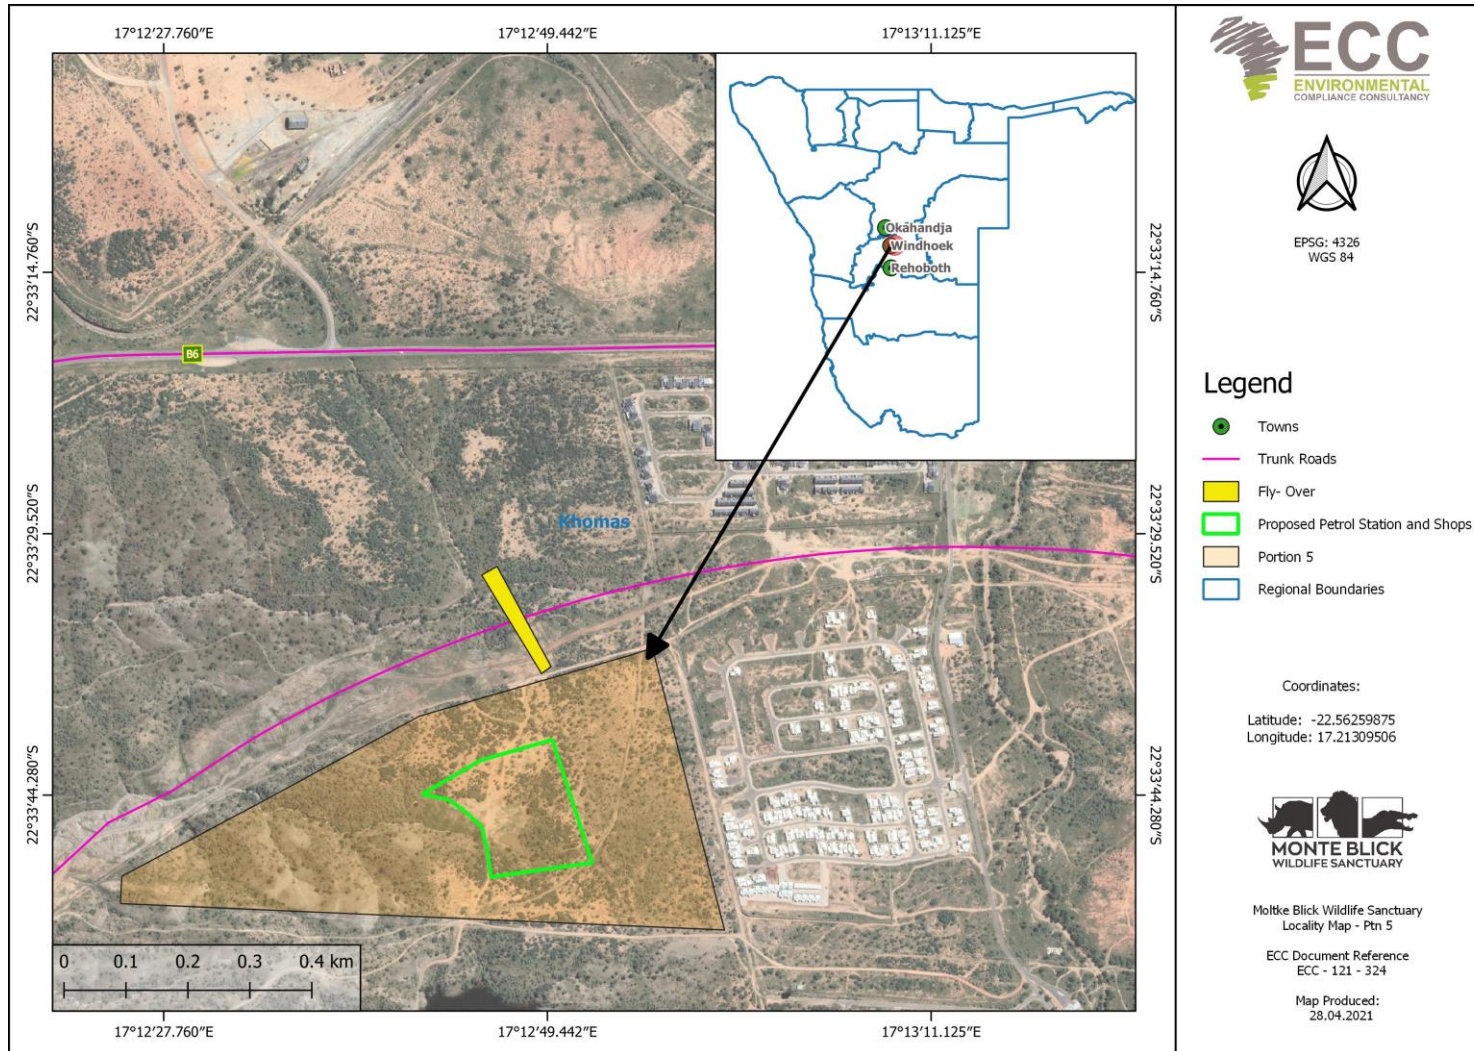 17°12′27.760″E
17°12′49.442″E
17°13′11.125″E
22°33′14.760″S
22°33′29.520″S
22°33′44.280″S
22°33′14.760″S
22°33′29.520″S
22°33′44.280″S
Okahandja
Windhoek
Rehoboth
B6
Khomas
0 0.1 0.2 0.3 0.4 km
17°12′27.760″E
17°12′49.442″E
17°13′11.125″E
ECC
ENVIRONMENTAL
COMPLIANCE CONSULTANCY
EPSG: 4326
WGS 84
Legend
Towns
Trunk Roads
Fly- Over
Proposed Petrol Station and Shops
Portion 5
Regional Boundaries
Coordinates:
Latitude: -22.56259875
Longitude: 17.21309506
MONTE BLICK
WILDLIFE SANCTUARY
Moltke Blick Wildlife Sanctuary
Locality Map - Ptn 5
ECC Document Reference
ECC - 121 - 324
Map Produced:
28.04.2021